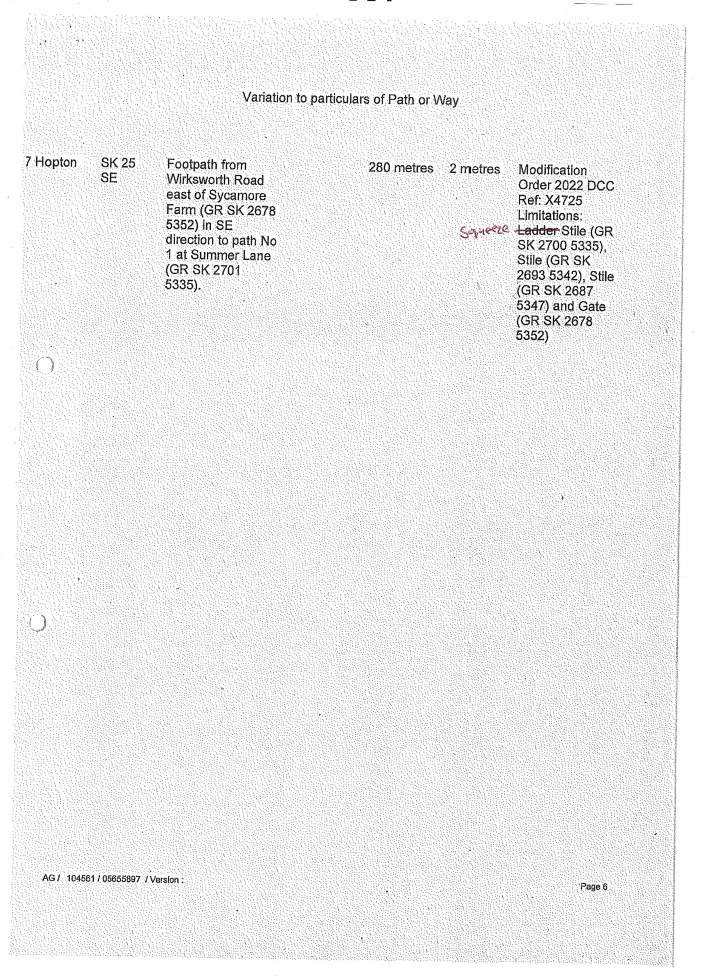 Variation to particulars of Path or Way
7 Hopton
SK 25
SE
Footpath from
Wirksworth Road
east of Sycamore
Farm (GR SK 2678
5352) in SE
direction to path No
1 at Summer Lane
(GR SK 2701
5335).
280 metres
2 metres
Modification
Order 2022 DCC
Ref: X4725
Limitations:
Squeeze Ladder Stile (GR
SK 2700 5335),
Stile (GR SK
2693 5342), Stile
(GR SK 2687
5347) and Gate
(GR SK 2678
5352)
AG / 104561 / 05655897 / Version :
Page 6